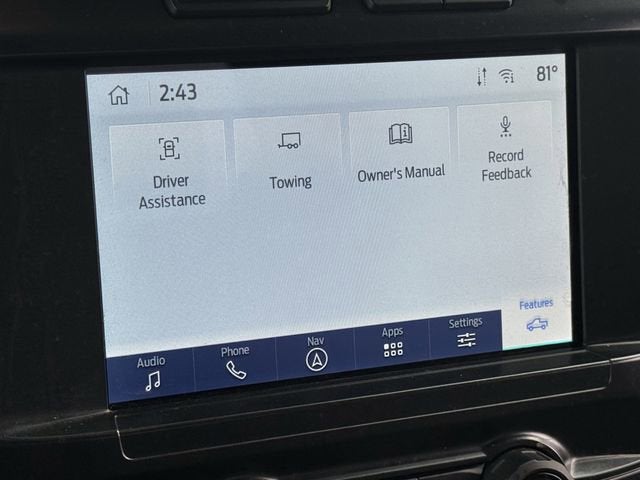 2:43
81°
Driver
Assistance
Towing
Owner's Manual
Record
Feedback
Audio
Phone
Nav
Apps
Settings
Features